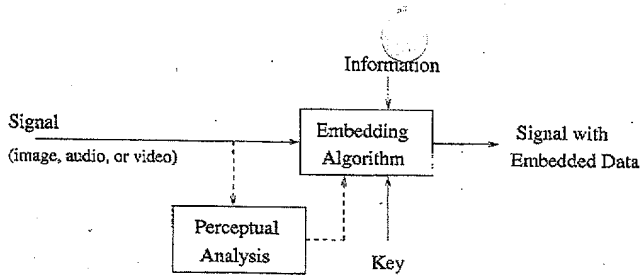 Information
Signal
(image, audio, or video)
Embedding
Algorithm
Signal with
Embedded Data
Perceptual
Analysis
Key